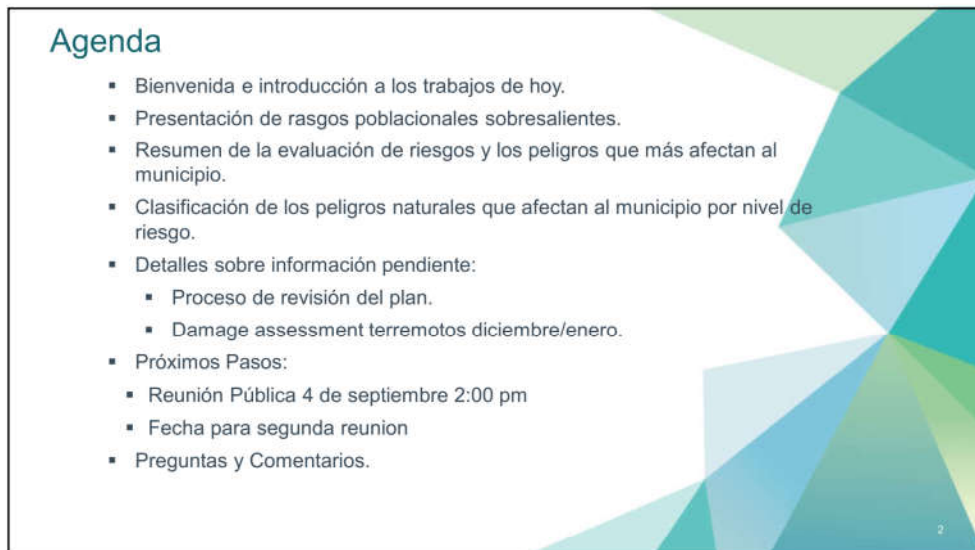 Agenda
▪ Bienvenida e introducción a los trabajos de hoy.
▪ Presentación de rasgos poblacionales sobresalientes.
▪ Resumen de la evaluación de riesgos y los peligros que más afectan al
municipio.
▪ Clasificación de los peligros naturales que afectan al municipio por nivel de
riesgo.
▪ Detalles sobre información pendiente:
▪ Proceso de revisión del plan.
▪ Damage assessment terremotos diciembre/enero.
▪ Próximos Pasos:
▪ Reunión Pública 4 de septiembre 2:00 pm
▪ Fecha para segunda reunion
▪ Preguntas y Comentarios.
2